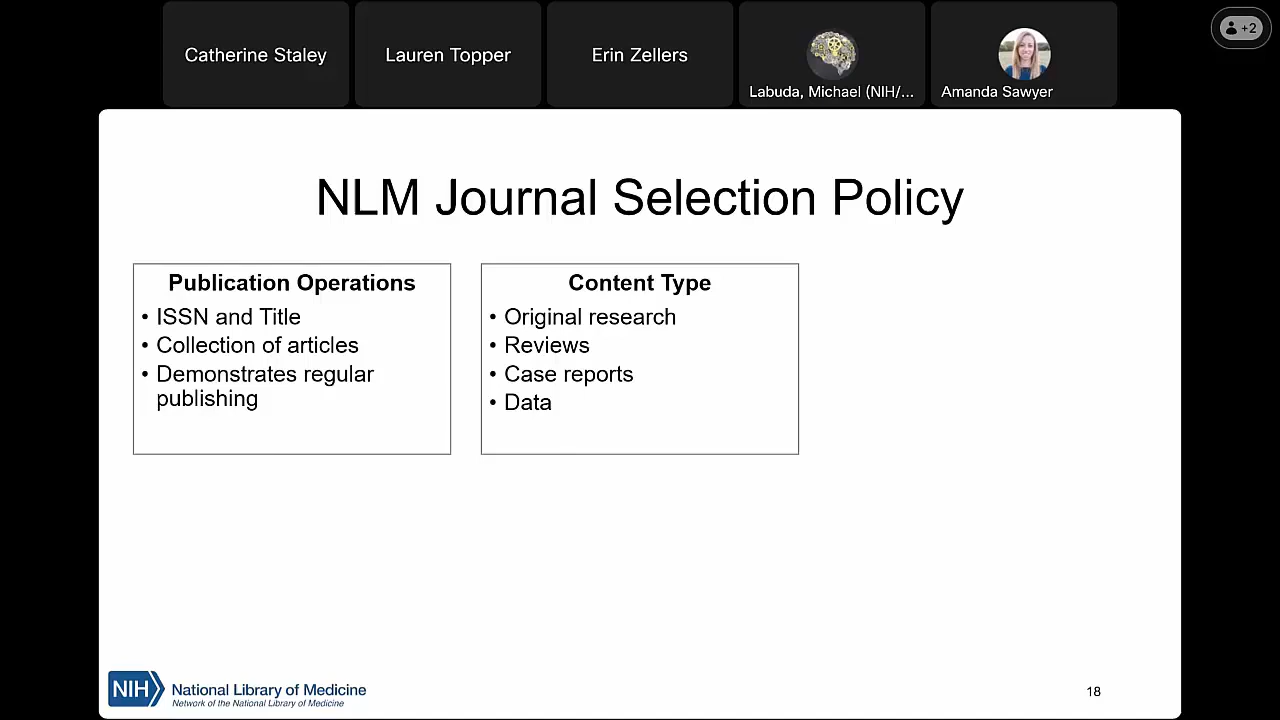 Catherine Staley
Lauren Topper
Erin Zellers
Labuda, Michael (NIH/...
Amanda Sawyer
+2
NLM Journal Selection Policy
Publication Operations
• ISSN and Title
• Collection of articles
• Demonstrates regular
publishing
Content Type
• Original research
• Reviews
• Case reports
• Data
NIH
National Library of Medicine
Network of the National Library of Medicine
18